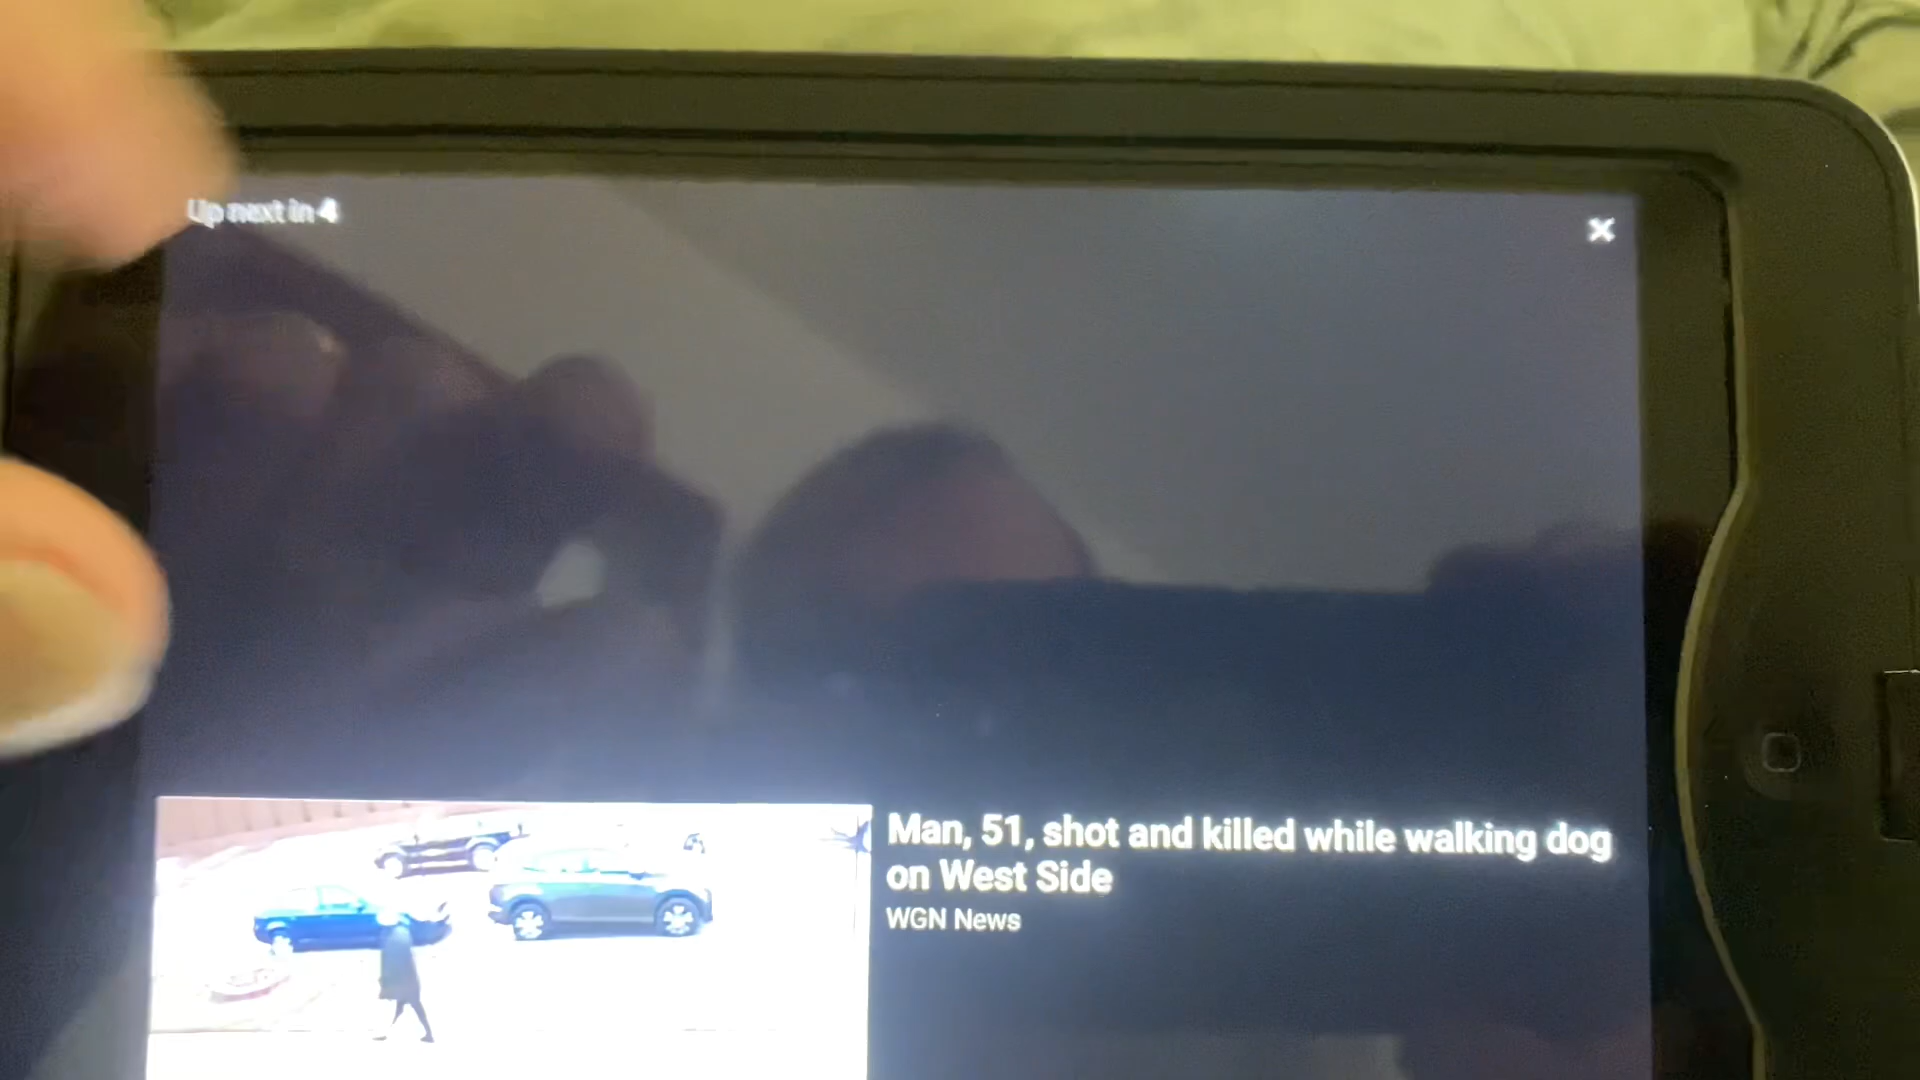 Up next in 4
Man, 51, shot and killed while walking dog
on West Side
WGN News